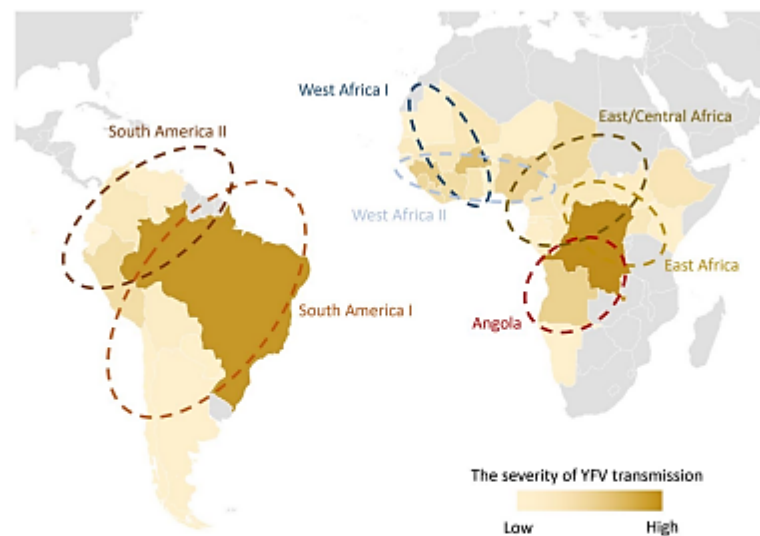 West Africa I
East/Central Africa
South America II
West Africa II
East Africa
South America I
Angola
The severity of YFV transmission
Low
High